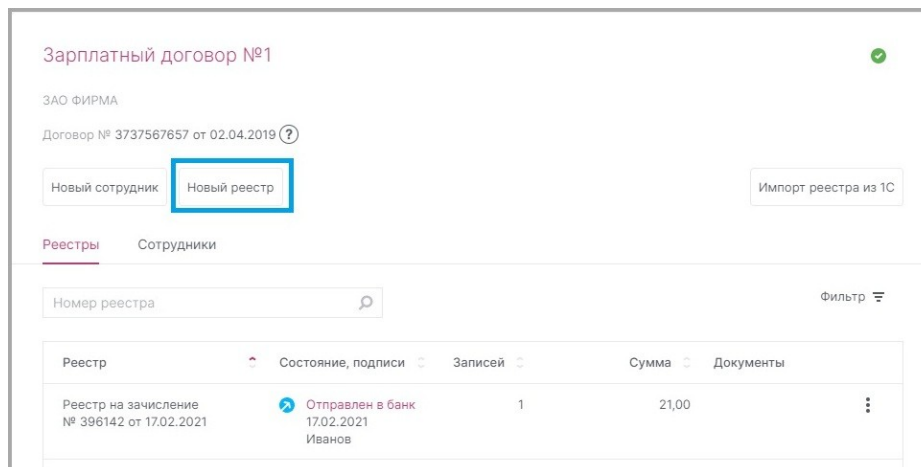 Зарплатный договор №1
ЗАО ФИРМА
Договор № 3737567657 от 02.04.2019 ?
Новый сотрудник Новый реестр Импорт реестра из 1С
Реестры Сотрудники
Номер реестра Фильтр
Реестр Состояние, подписи Записей Сумма Документы
Реестр на зачисление Отправлен в банк 1 21,00
№ 396142 от 17.02.2021 17.02.2021
Иванов